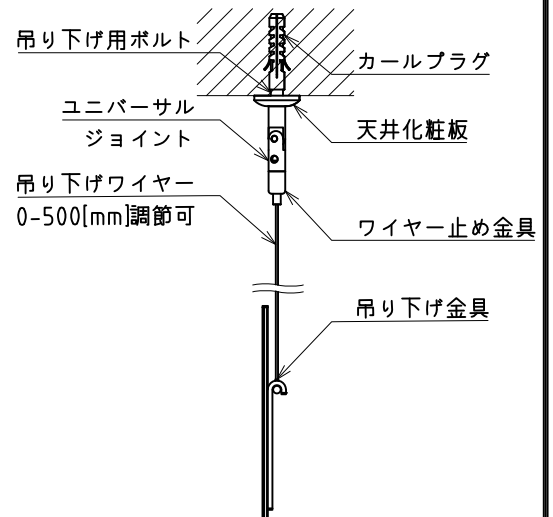 吊り下げ用ボルト
カールプラグ
ユニバーサル
ジョイント
天井化粧板
吊り下げワイヤー
0-500[mm]調節可
ワイヤー止め金具
吊り下げ金具